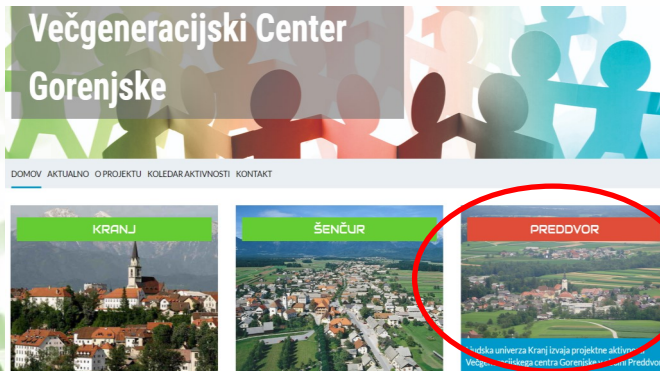 Večgeneracijski Center
Gorenjske
DOMOV AKTUALNO O PROJEKTU KOLEDAR AKTIVNOSTI KONTAKT
KRANJ
ŠENČUR
PREDDVOR
Ljudska univerza Kranj izvaja projektne aktivnosti
Večgeneracijskega centra Gorenjske v občini Preddvor